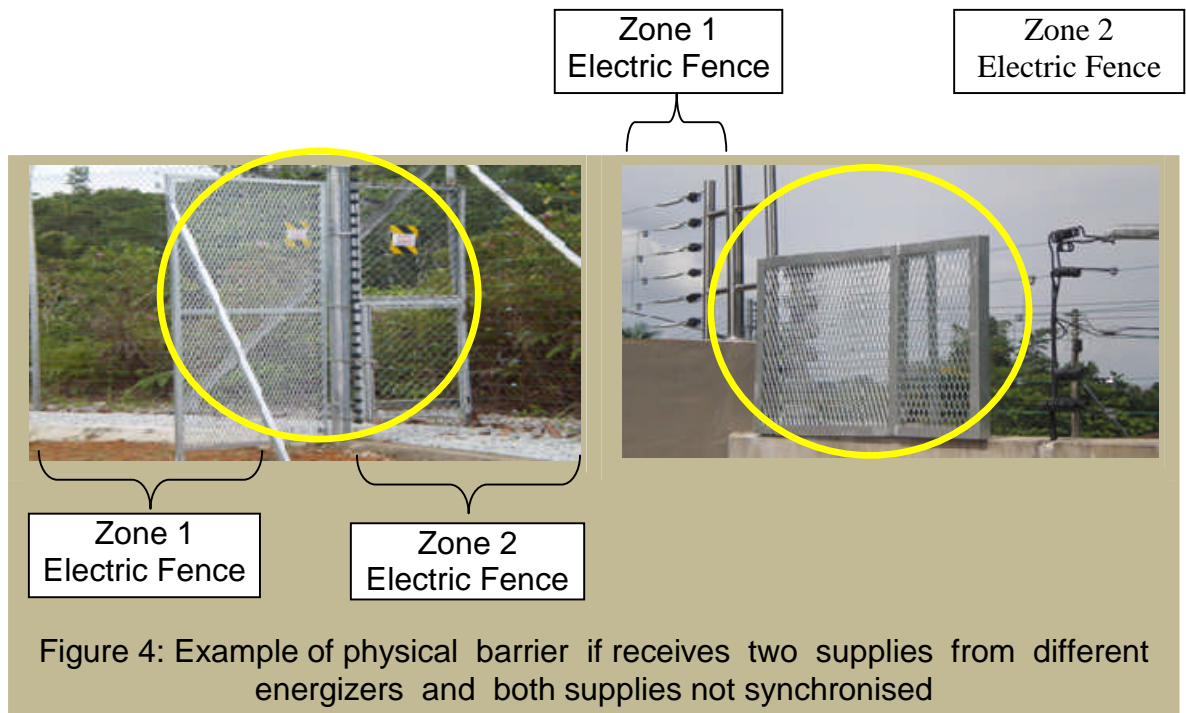 Zone 1
Electric Fence
Zone 2
Electric Fence
Zone 1
Electric Fence
Zone 2
Electric Fence
Figure 4: Example of physical barrier if receives two supplies from different
energizers and both supplies not synchronised